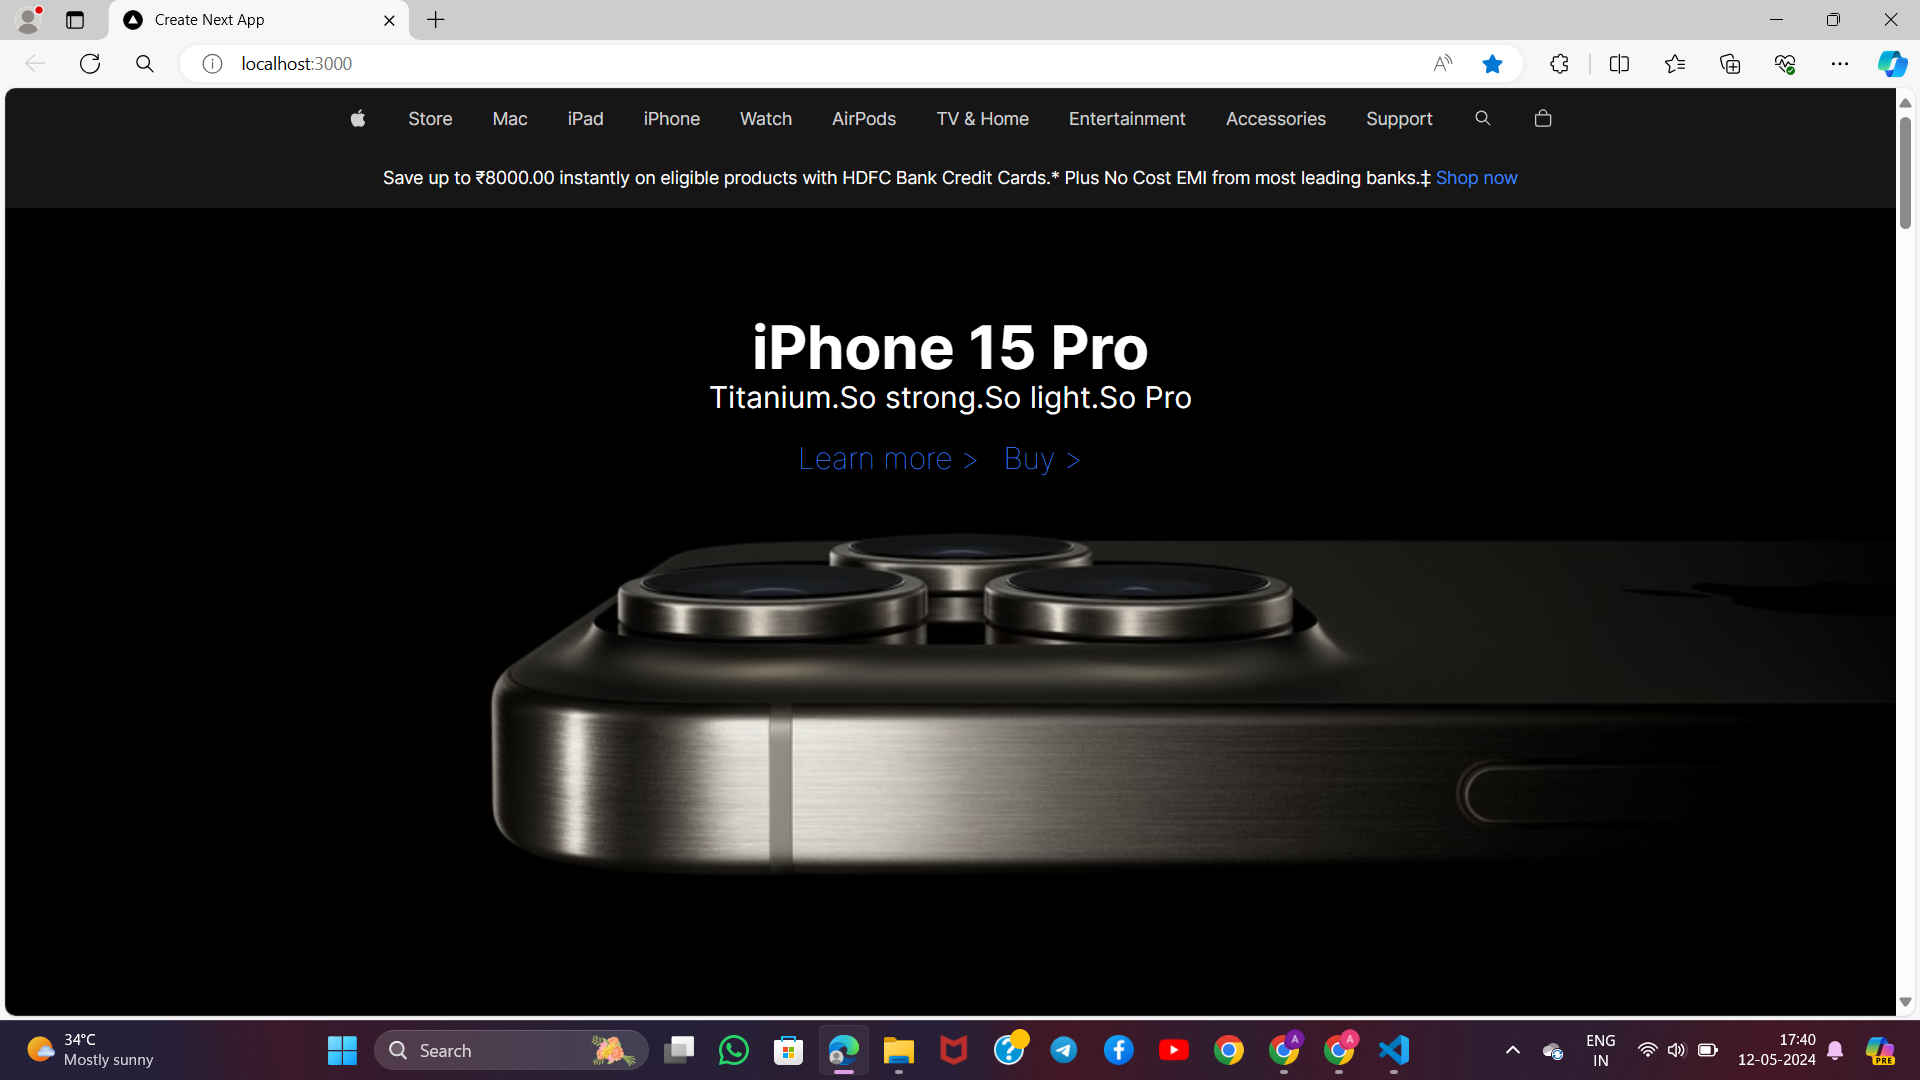 Create Next App
localhost:3000
Store Mac iPad iPhone Watch AirPods TV & Home Entertainment Accessories Support
Save up to ₹8000.00 instantly on eligible products with HDFC Bank Credit Cards.* Plus No Cost EMI from most leading banks.‡ Shop now
iPhone 15 Pro
Titanium.So strong.So light.So Pro
Learn more > Buy >
34°C
Mostly sunny
Search
A
A
ENG
IN
17:40
12-05-2024
PRE